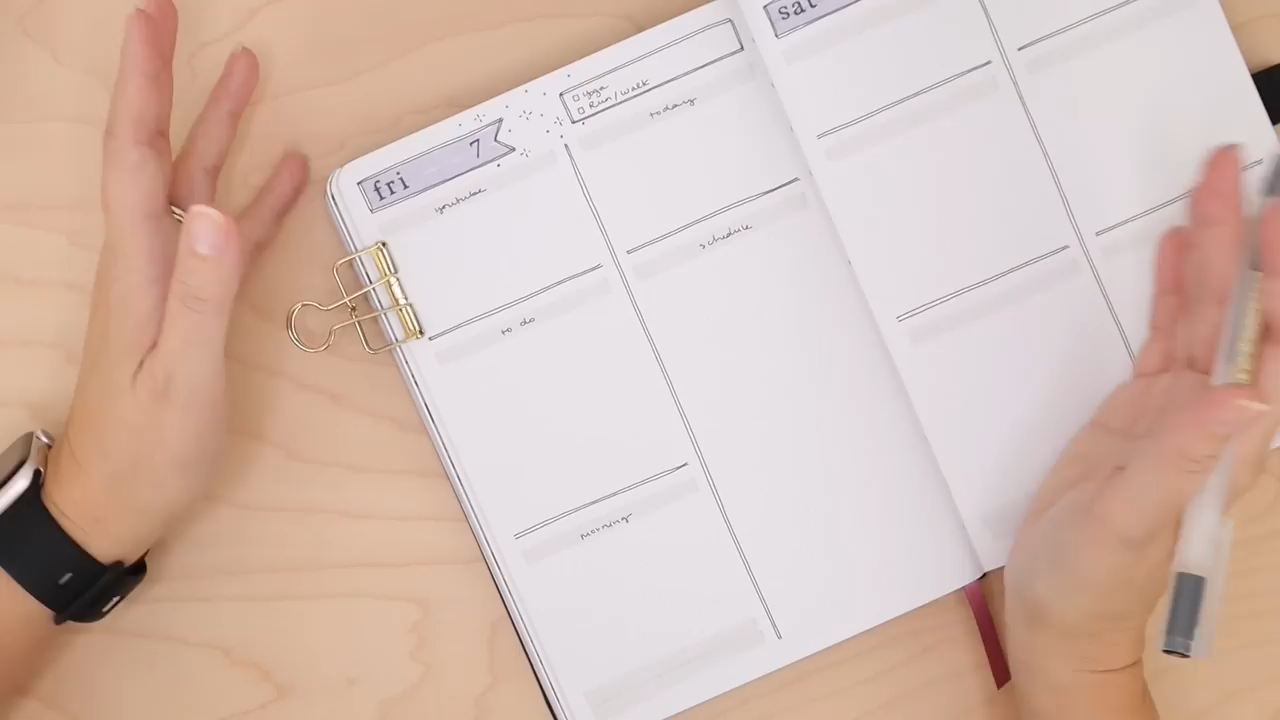 fri 7
youtube
to do
morning
yoga
Run/walk
today
schedule
sat